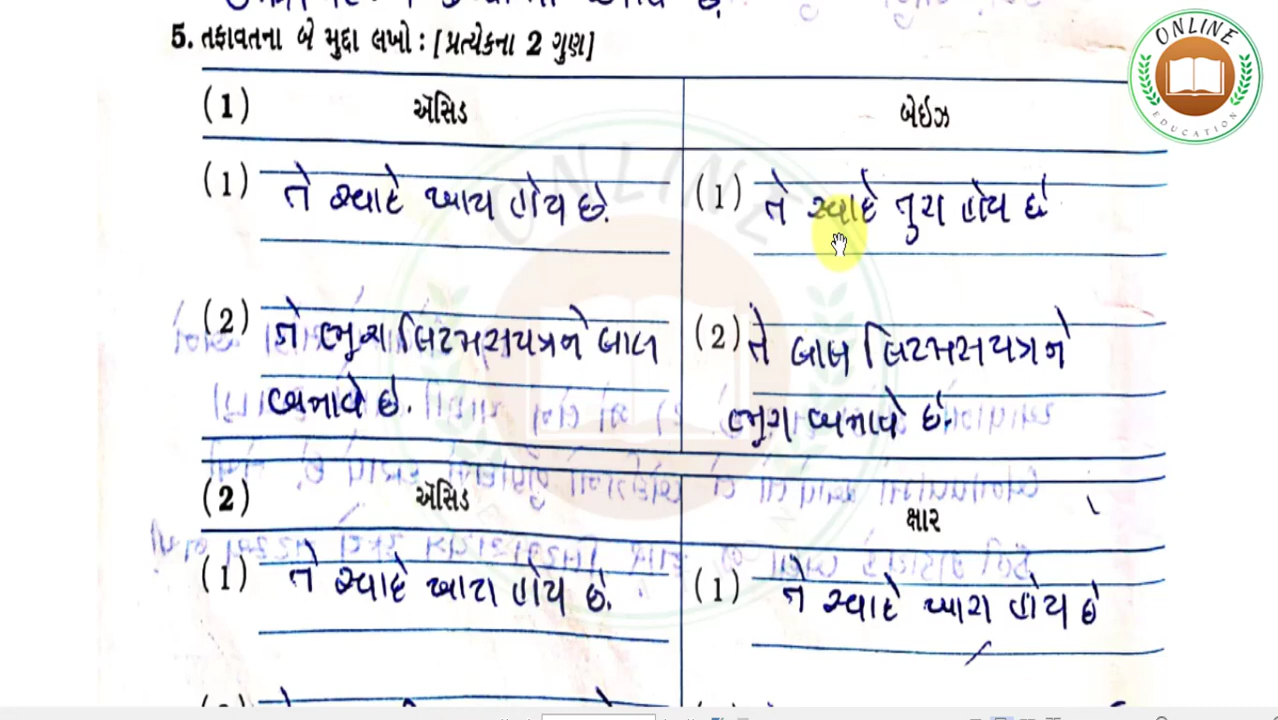 5. તફાવતના બે મુદ્દા લખો : [પ્રત્યેકના 2 ગુણ]
ONLINE
EDUCATION
(1) ઍસિડ બેઇઝ
(1) તે સ્વાદે ખાટા હોય છે. (1) તે સ્વાદે તુરા હોય છે
(2) તે ભૂરા લિટમસપત્રને લાલ (2) તે લાલ લિટમસપત્રને
બનાવે છે. ભુરા બનાવે છે.
(2) ઍસિડ ક્ષાર
(1) તે સ્વાદે ખાટા હોય છે. (1) તે સ્વાદે ખારા હોય છે